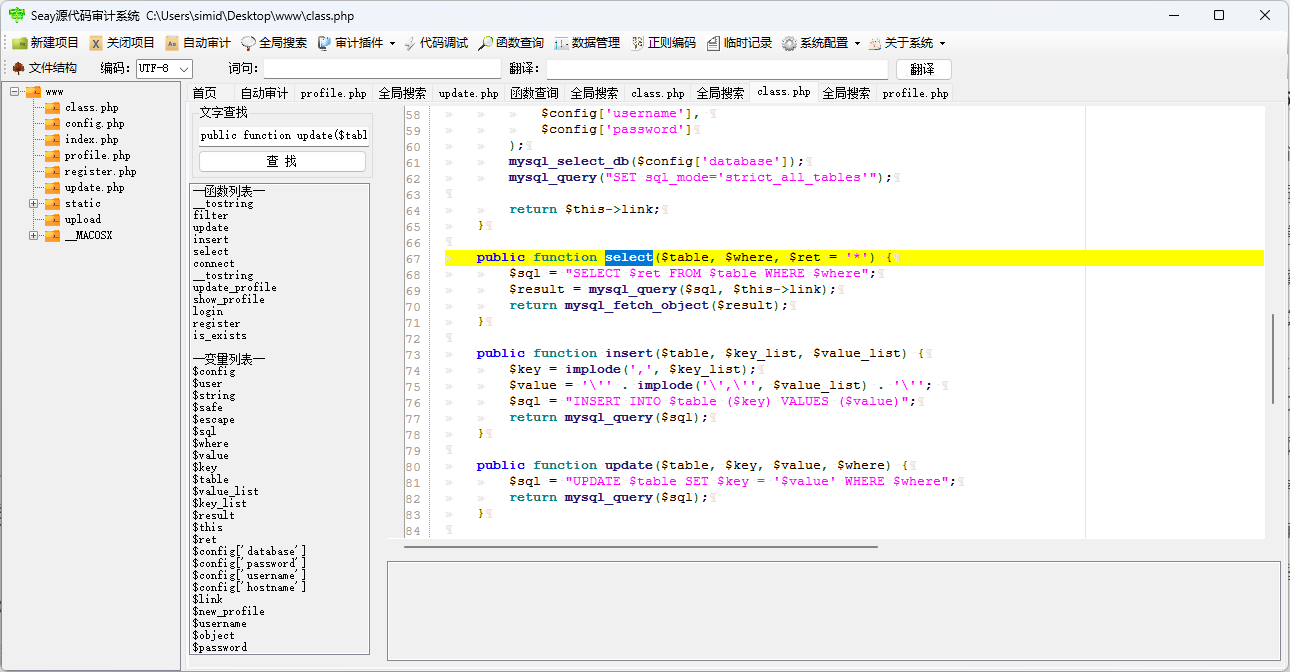 Seay源代码审计系统 C:\Users\simid\Desktop\www\class.php
新建项目 关闭项目 自动审计 全局搜索 审计插件 代码调试 函数查询 数据管理 正则编码 临时记录 系统配置 关于系统
文件结构 编码: UTF-8 词句: 翻译: 翻译
www
class.php
config.php
index.php
profile.php
register.php
update.php
static
upload
__MACOSX
首页 自动审计 profile.php 全局搜索 update.php 函数查询 全局搜索 class.php 全局搜索 class.php 全局搜索 profile.php
文字查找
public function update($tabl
查 找
—函数列表—
__tostring
filter
update
insert
select
connect
__tostring
update_profile
show_profile
login
register
is_exists
—变量列表—
$config
$user
$string
$safe
$escape
$sql
$where
$value
$key
$table
$value_list
$key_list
$result
$this
$ret
$config['database']
$config['password']
$config['username']
$config['hostname']
$link
$new_profile
$username
$object
$password
58 » » » $config['username'], ¶
59 » » » $config['password']¶
60 » » );¶
61 » » mysql_select_db($config['database']);¶
62 » » mysql_query("SET sql_mode='strict_all_tables'");¶
63 ¶
64 » » return $this->link;¶
65 » }¶
66 ¶
67 » public function select($table, $where, $ret = '*') {¶
68 » » $sql = "SELECT $ret FROM $table WHERE $where";¶
69 » » $result = mysql_query($sql, $this->link);¶
70 » » return mysql_fetch_object($result);¶
71 » }¶
72 ¶
73 » public function insert($table, $key_list, $value_list) {¶
74 » » $key = implode(',', $key_list);¶
75 » » $value = '\'' . implode('\',\'', $value_list) . '\''; ¶
76 » » $sql = "INSERT INTO $table ($key) VALUES ($value)";¶
77 » » return mysql_query($sql);¶
78 » }¶
79 ¶
80 » public function update($table, $key, $value, $where) {¶
81 » » $sql = "UPDATE $table SET $key = '$value' WHERE $where";¶
82 » » return mysql_query($sql);¶
83 » }¶
84 ¶